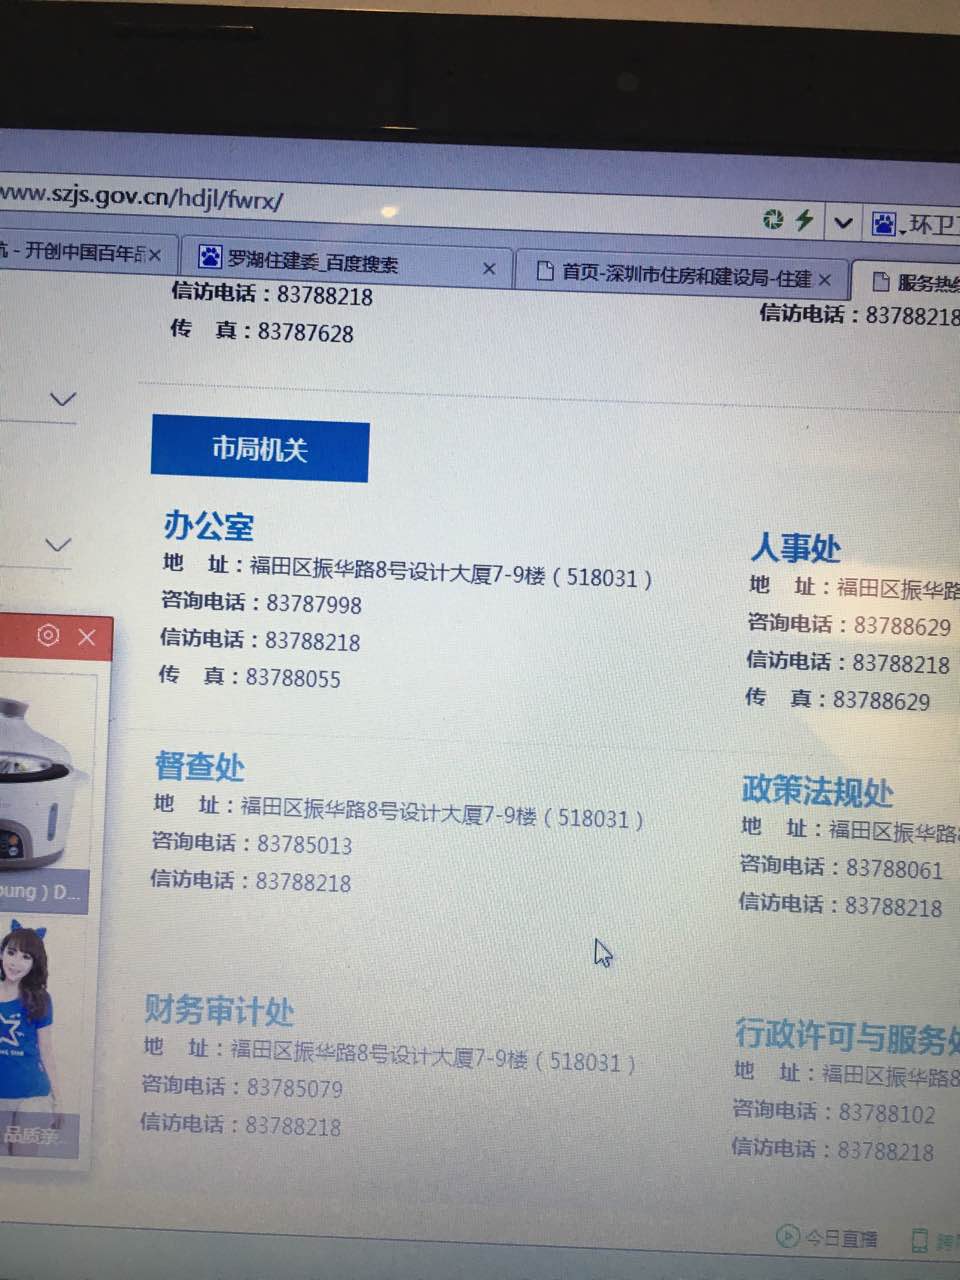 www.szjs.gov.cn/hdjl/fwrx/
环卫
- 开创中国百年品
罗湖住建委_百度搜索
首页-深圳市住房和建设局-住建
服务热线
信访电话：83788218
传 真：83787628
信访电话：83788218
市局机关
办公室
地 址：福田区振华路8号设计大厦7-9楼（518031）
咨询电话：83787998
信访电话：83788218
传 真：83788055
人事处
地 址：福田区振华路
咨询电话：83788629
信访电话：83788218
传 真：83788629
督查处
地 址：福田区振华路8号设计大厦7-9楼（518031）
咨询电话：83785013
信访电话：83788218
政策法规处
地 址：福田区振华路8
咨询电话：83788061
信访电话：83788218
财务审计处
地 址：福田区振华路8号设计大厦7-9楼（518031）
咨询电话：83785079
信访电话：83788218
行政许可与服务处
地 址：福田区振华路8
咨询电话：83788102
信访电话：83788218
oung）D...
品质亲...
今日直播